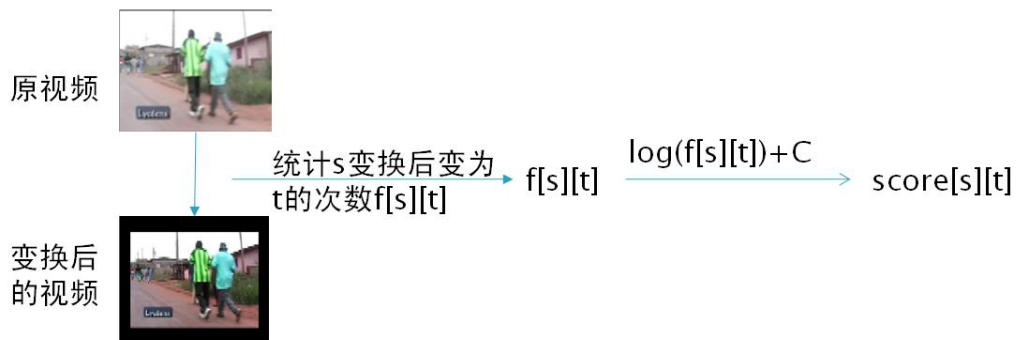 原视频
统计s变换后变为
t的次数f[s][t]
f[s][t]
log(f[s][t])+C
score[s][t]
变换后
的视频